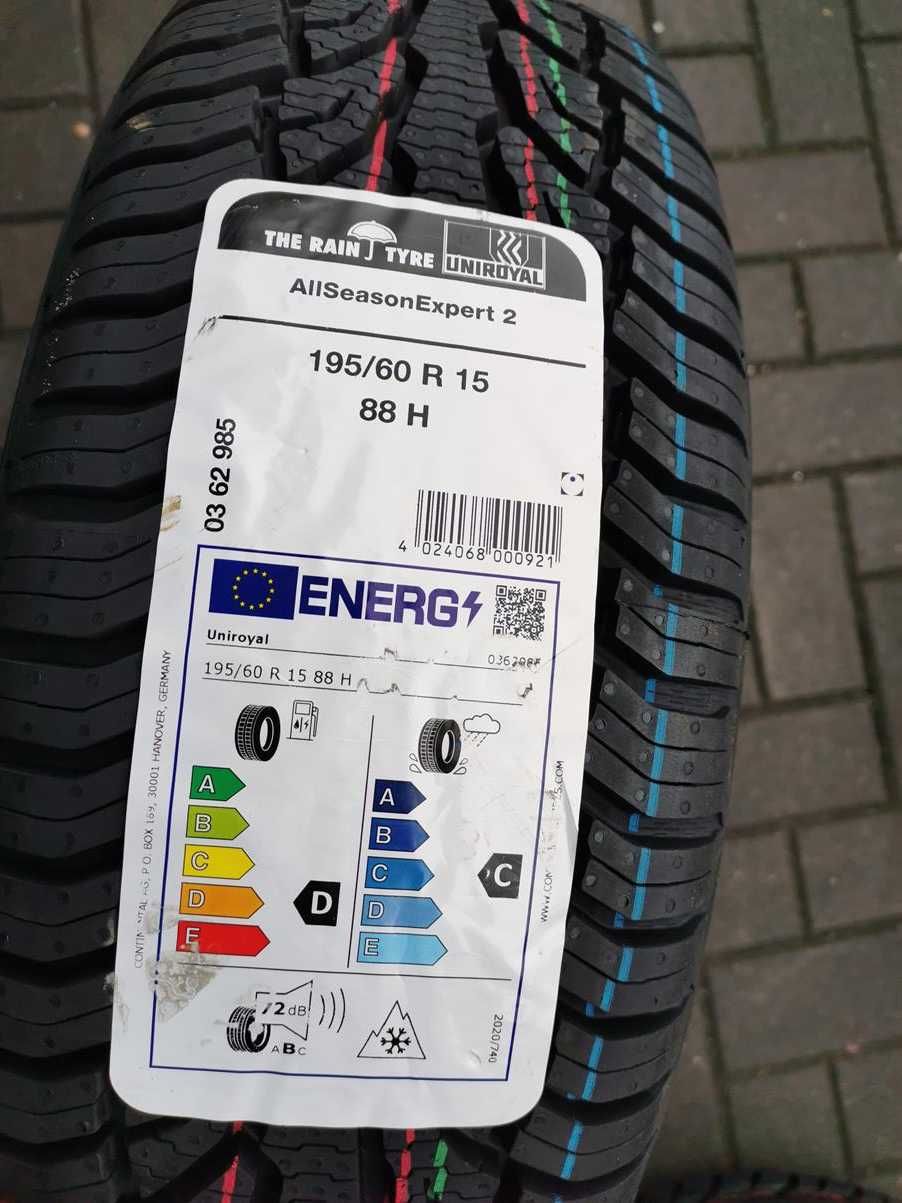 THE RAIN TYRE
UNIROYAL
AllSeasonExpert 2
195/60 R 15
88 H
03 62 985
4 024068 000921
ENERG
Uniroyal
195/60 R 15 88 H
A
B
C
D
E
D
A
B
C
D
E
C
72 dB
ABC
2020/740
P.O. BOX 169, 30001 HANOVER, GERMANY